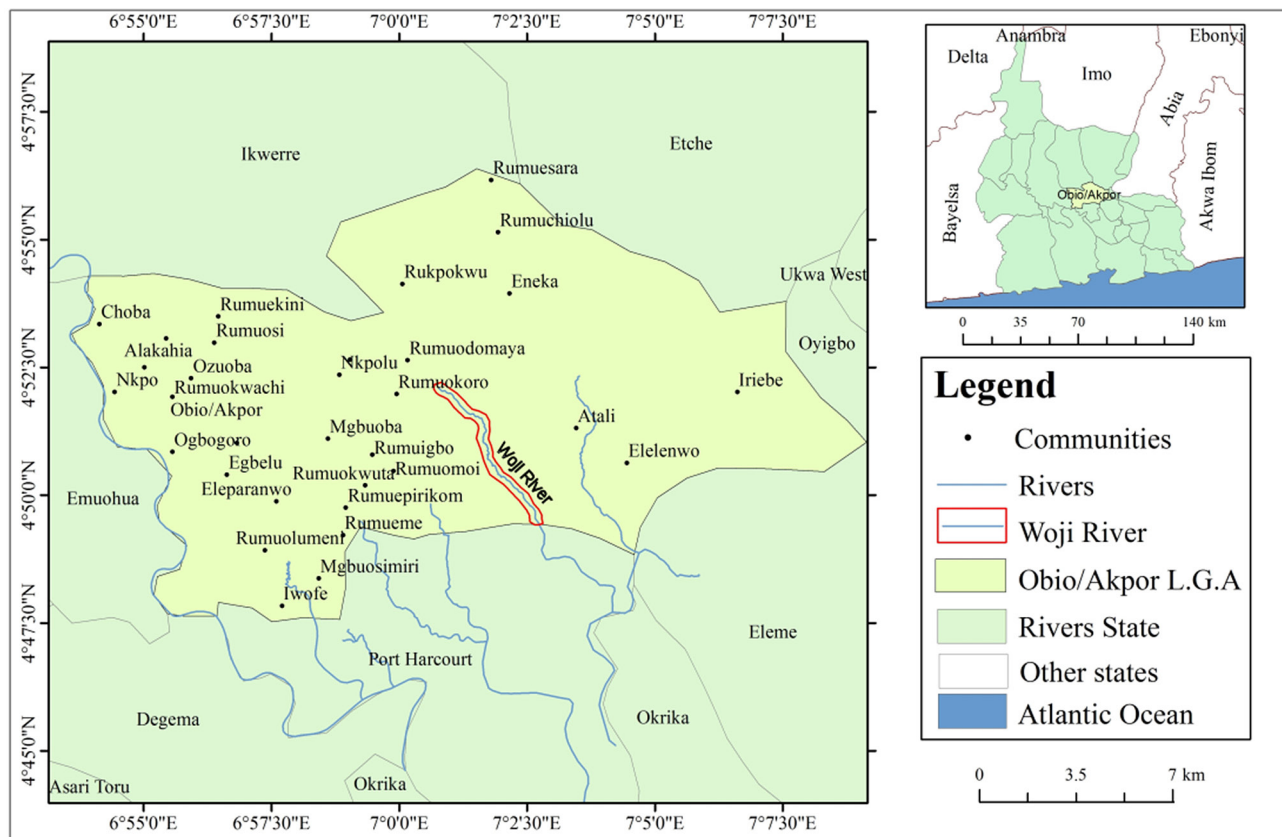 6°55'0"E
6°57'30"E
7°0'0"E
7°2'30"E
7°5'0"E
7°7'30"E
4°57'30"N
4°55'0"N
4°52'30"N
4°50'0"N
4°47'30"N
4°45'0"N
Ikwerre
Etche
Rumuesara
Rumuchiolu
Ukwa West
Rukpokwu
Eneka
Choba
Rumuekini
Rumuosi
Oyigbo
Alakahia
Nkpolu
Rumuodomaya
Ozuoba
Nkpo
Rumuokwachi
Rumuokoro
Iriebe
Obio/Akpor
Atali
Mgbuoba
Ogbogoro
Rumuigbo
Woji River
Elelenwo
Egbelu
Rumuokwuta
Rumuomoi
Eleparanwo
Rumuepirikom
Emuohua
Rumueme
Rumuolumeni
Mgbuosimiri
Iwofe
Eleme
Port Harcourt
Degema
Okrika
Asari Toru
Okrika
6°55'0"E
6°57'30"E
7°0'0"E
7°2'30"E
7°5'0"E
7°7'30"E
Anambra
Ebonyi
Delta
Imo
Abia
Obio/Akpor
Bayelsa
Akwa Ibom
0 35 70 140 km
Legend
Communities
Rivers
Woji River
Obio/Akpor L.G.A
Rivers State
Other states
Atlantic Ocean
0 3.5 7 km